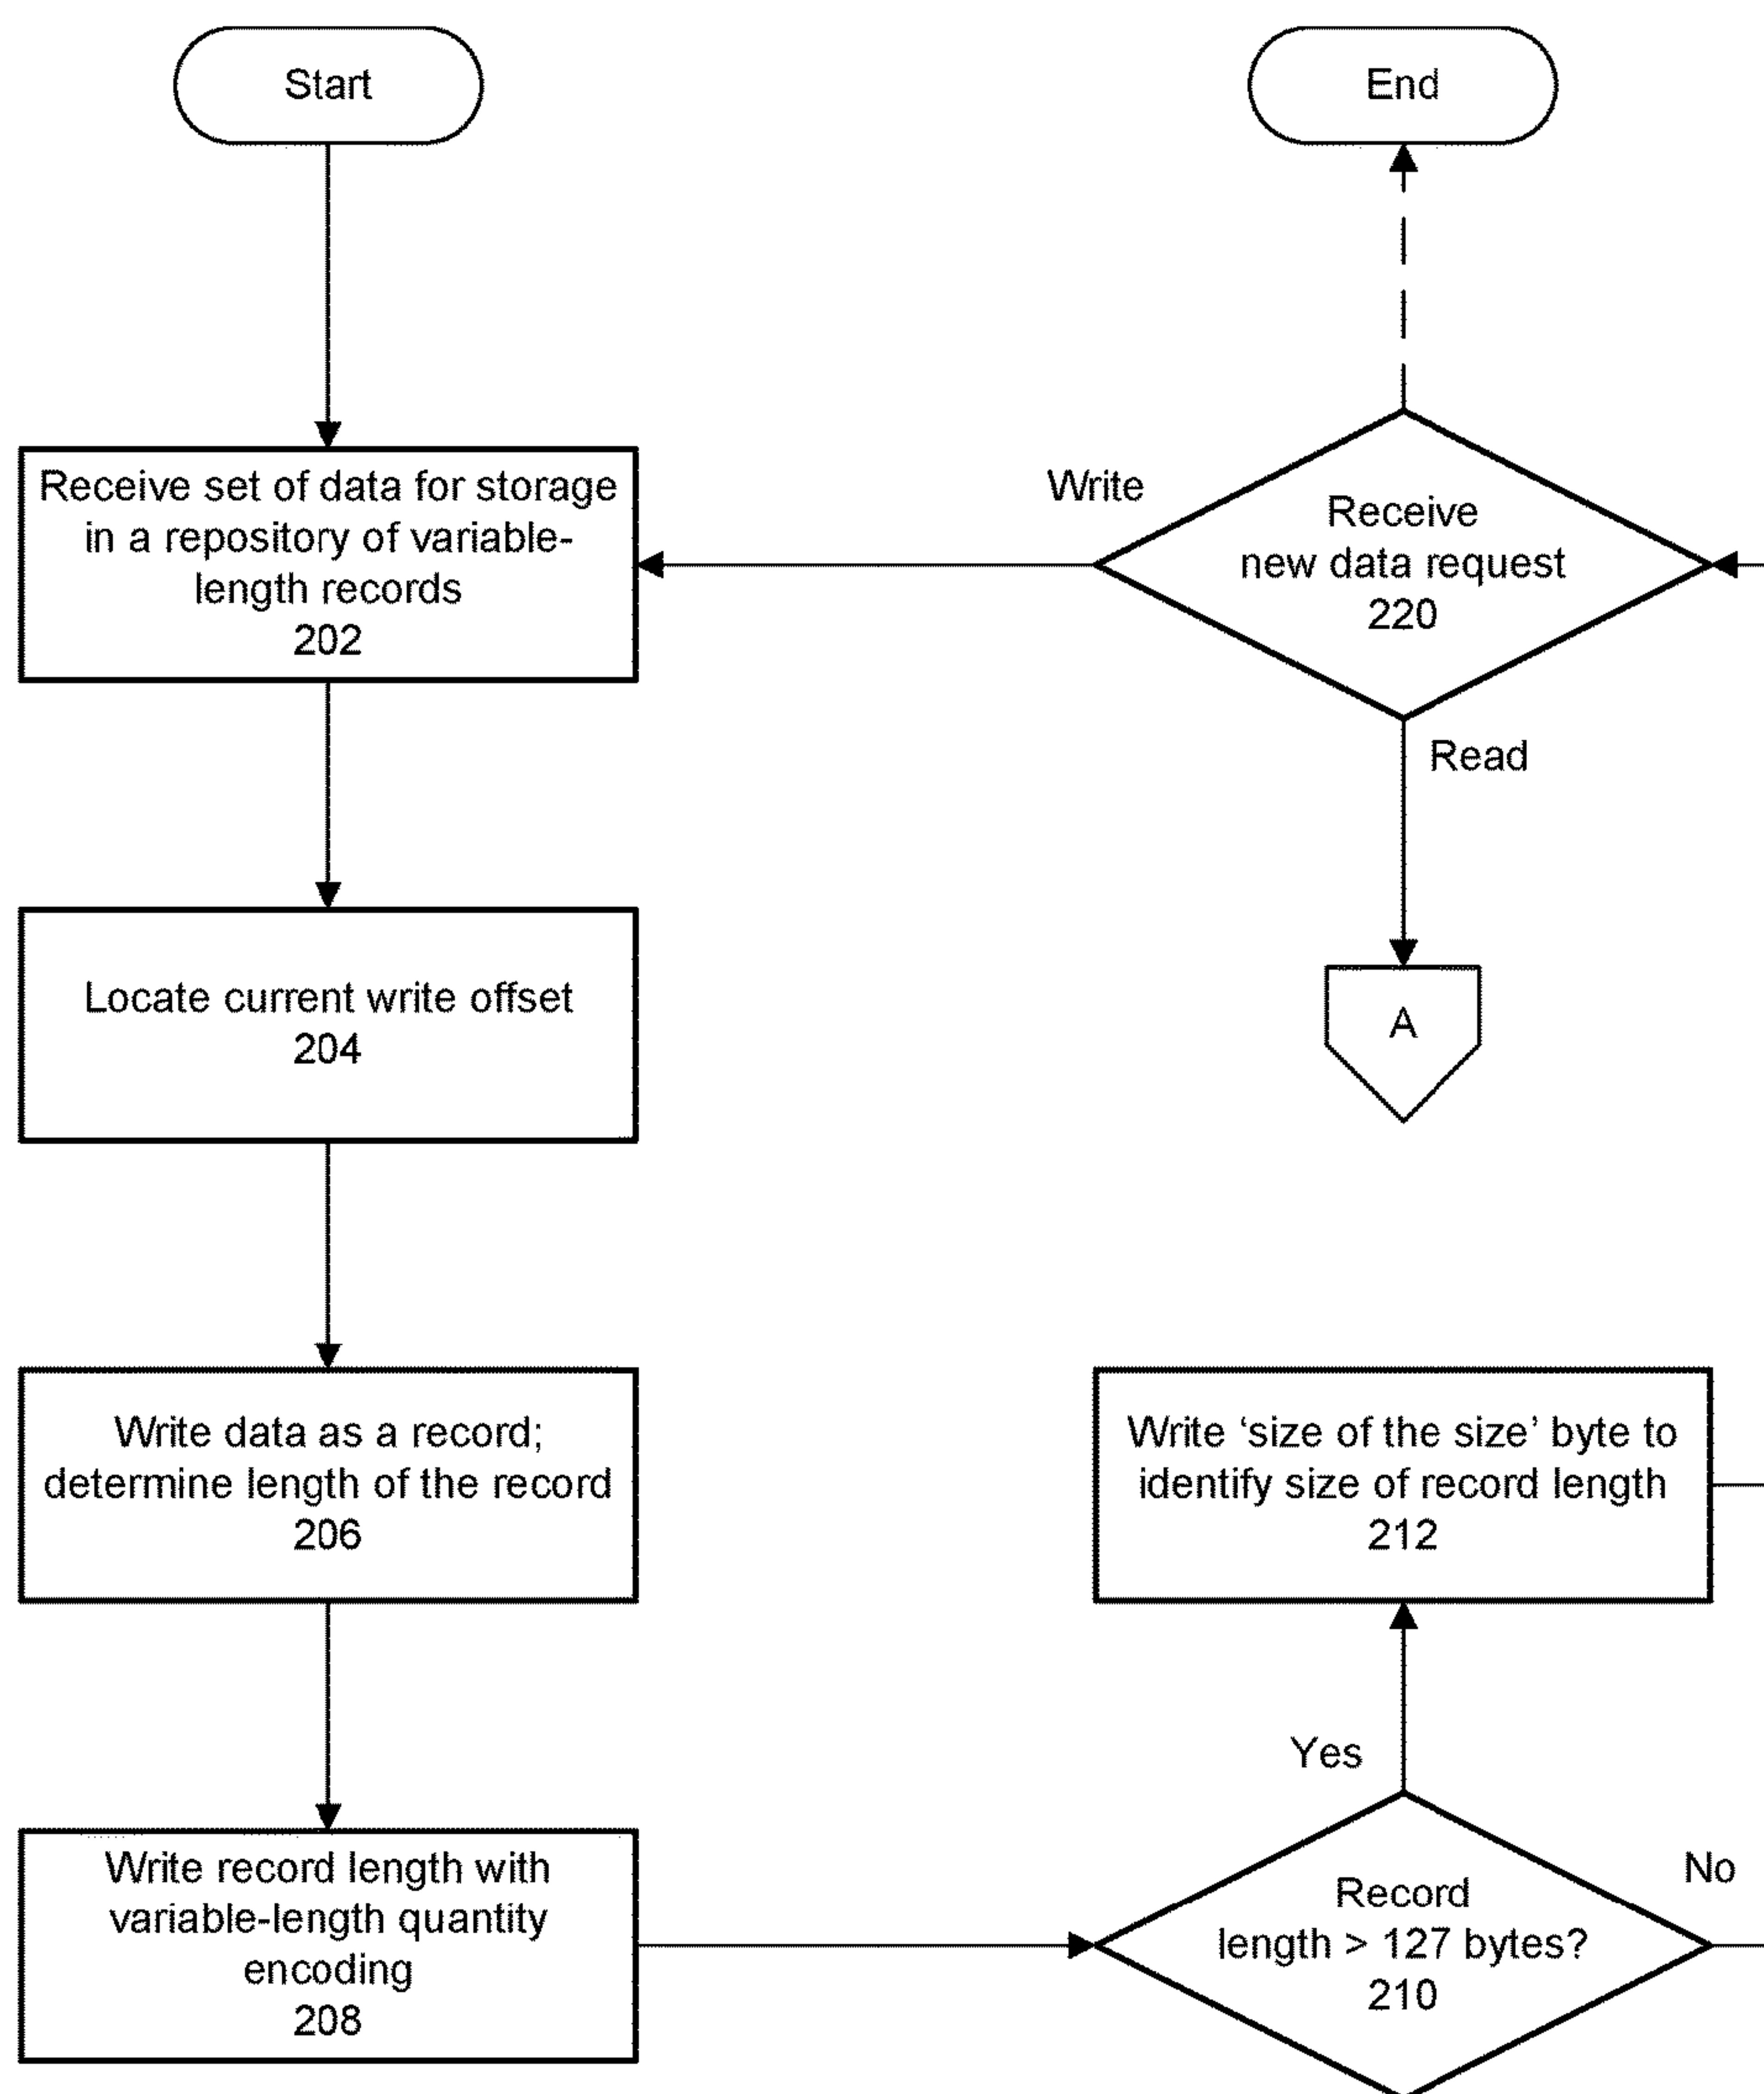 Start
End
Receive set of data for storage
in a repository of variable-
length records
202
Write
Receive
new data request
220
Read
Locate current write offset
204
A
Write data as a record;
determine length of the record
206
Write ‘size of the size’ byte to
identify size of record length
212
Yes
Write record length with
variable-length quantity
encoding
208
Record
length > 127 bytes?
210
No